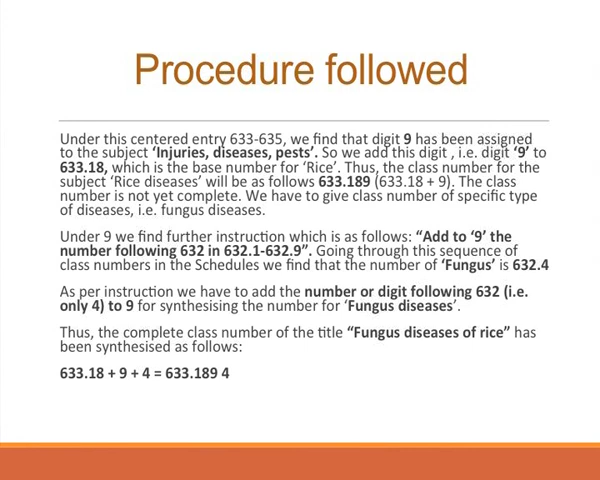 Procedure followed
Under this centered entry 633-635, we find that digit 9 has been assigned
to the subject ‘Injuries, diseases, pests’. So we add this digit , i.e. digit ‘9’ to
633.18, which is the base number for ‘Rice’. Thus, the class number for the
subject ‘Rice diseases’ will be as follows 633.189 (633.18 + 9). The class
number is not yet complete. We have to give class number of specific type
of diseases, i.e. fungus diseases.
Under 9 we find further instruction which is as follows: “Add to ‘9’ the
number following 632 in 632.1-632.9”. Going through this sequence of
class numbers in the Schedules we find that the number of ‘Fungus’ is 632.4
As per instruction we have to add the number or digit following 632 (i.e.
only 4) to 9 for synthesising the number for ‘Fungus diseases’.
Thus, the complete class number of the title “Fungus diseases of rice” has
been synthesised as follows:
633.18 + 9 + 4 = 633.189 4